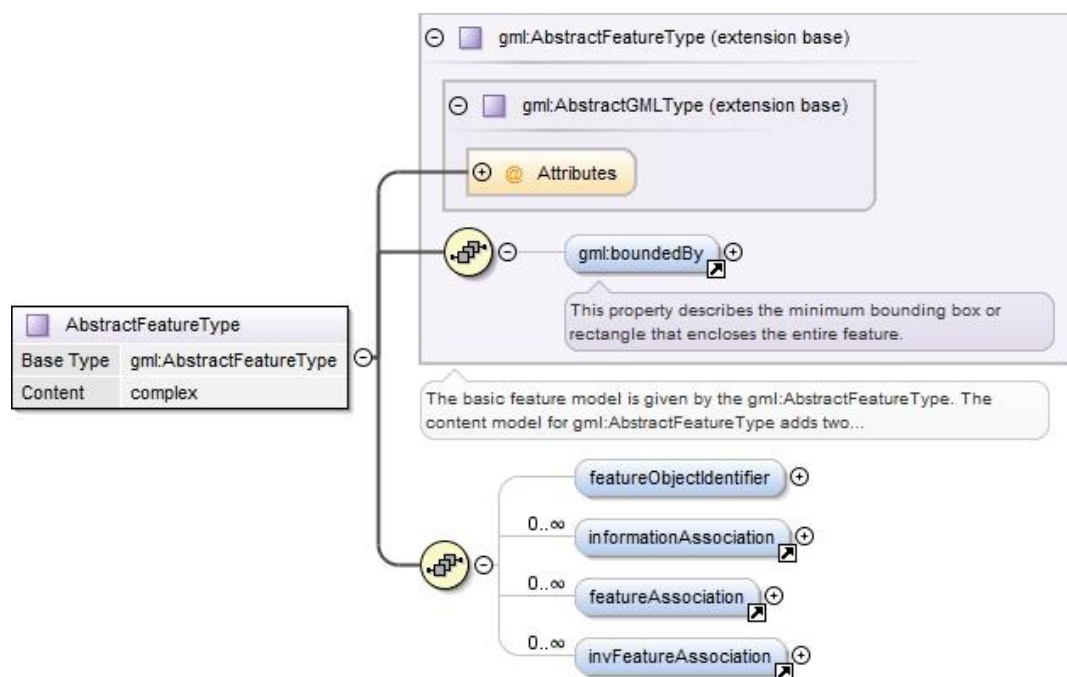 gml:AbstractFeatureType (extension base)
gml:AbstractGMLType (extension base)
@ Attributes
gml:boundedBy
This property describes the minimum bounding box or
rectangle that encloses the entire feature.
AbstractFeatureType
Base Type gml:AbstractFeatureType
Content complex
The basic feature model is given by the gml:AbstractFeatureType. The
content model for gml:AbstractFeatureType adds two...
featureObjectIdentifier
0..∞
informationAssociation
0..∞
featureAssociation
0..∞
invFeatureAssociation